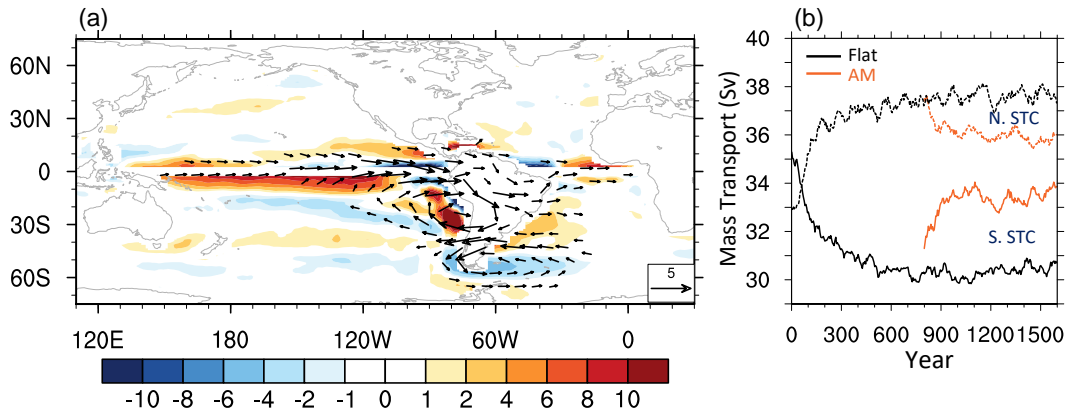 (a)
60N
30N
0
30S
60S
5
120E 180 120W 60W 0
-10 -8 -6 -4 -2 -1 0 1 2 4 6 8 10
(b)
Mass Transport (Sv)
40
38
36
34
32
30
Flat
AM
N. STC
S. STC
0 300 600 900 1200 1500
Year